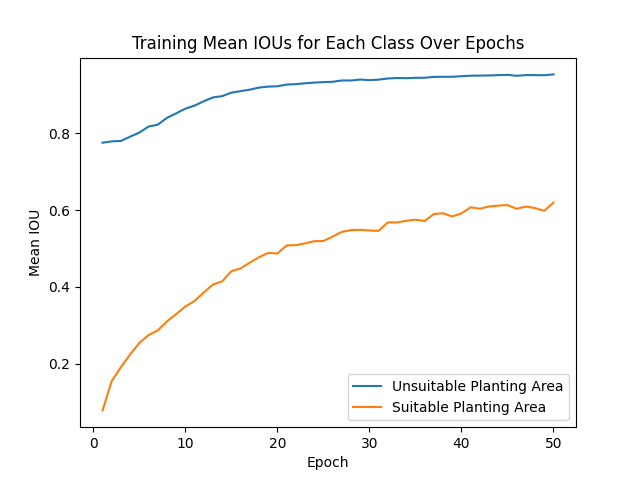 Training Mean IOUs for Each Class Over Epochs
Mean IOU
0.8
0.6
0.4
0.2
0
10
20
30
40
50
Epoch
Unsuitable Planting Area
Suitable Planting Area